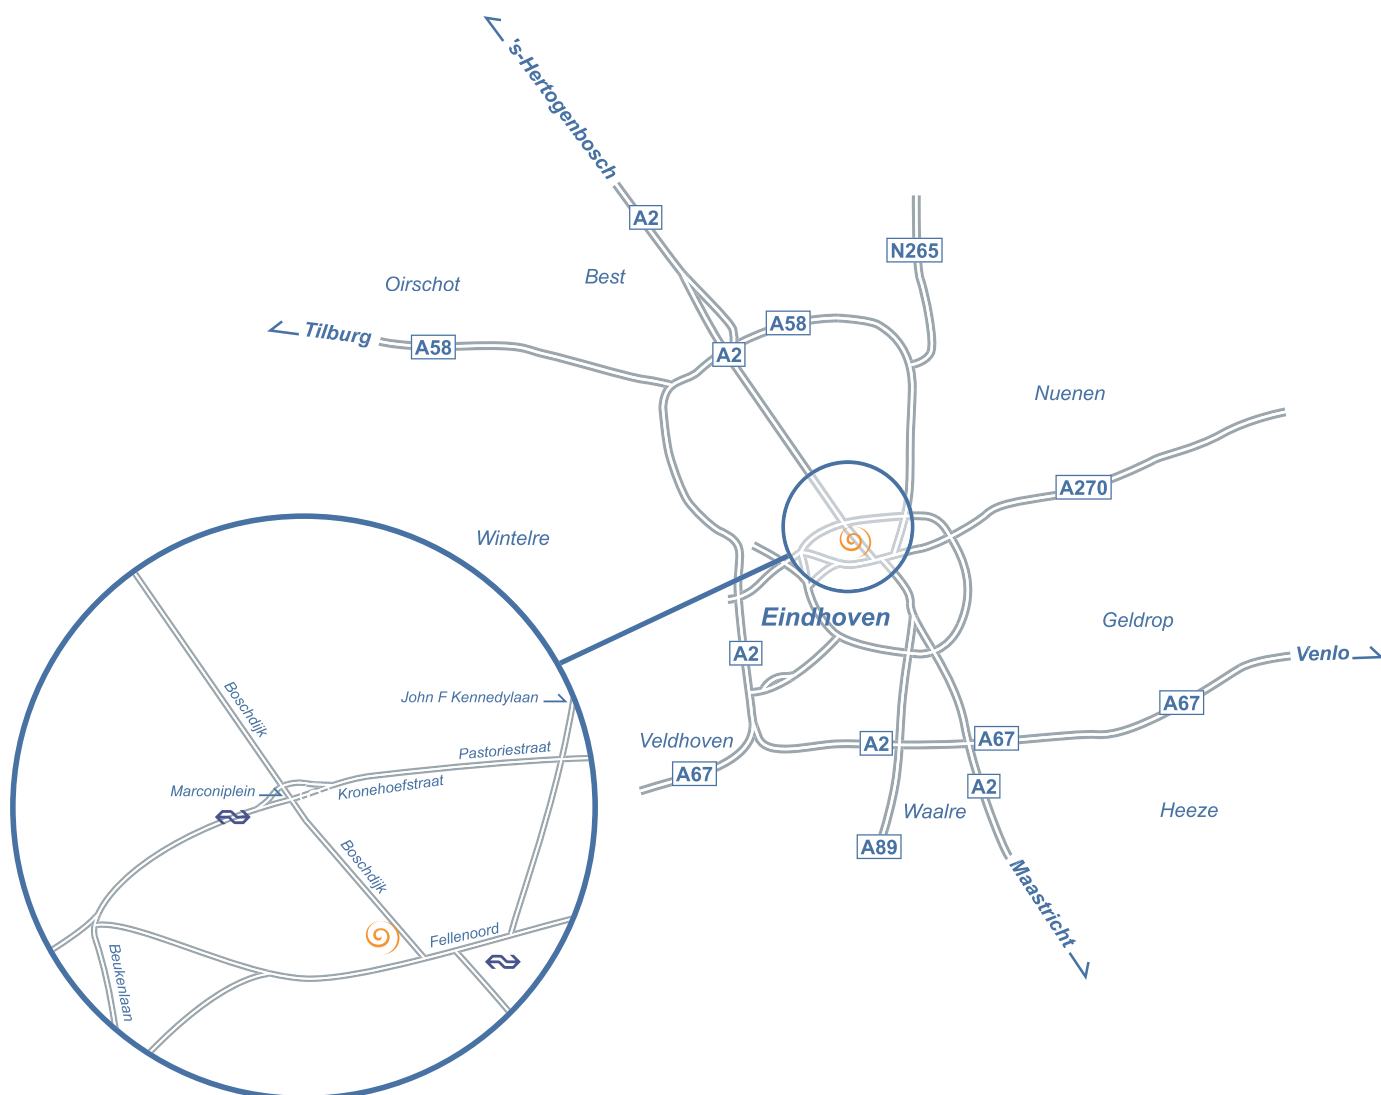 's-Hertogenbosch
A2
N265
Best
Oirschot
A58
Tilburg
A58
A2
Nuenen
A270
Wintelre
Eindhoven
Geldrop
A2
Venlo
Boschdijk
John F Kennedylaan
A67
Veldhoven
A2
A67
Pastoriestraat
A67
Kronehoefstraat
Marconiplein
A2
Waalre
Heeze
A89
Boschdijk
Maastricht
Fellenoord
Beukenlaan